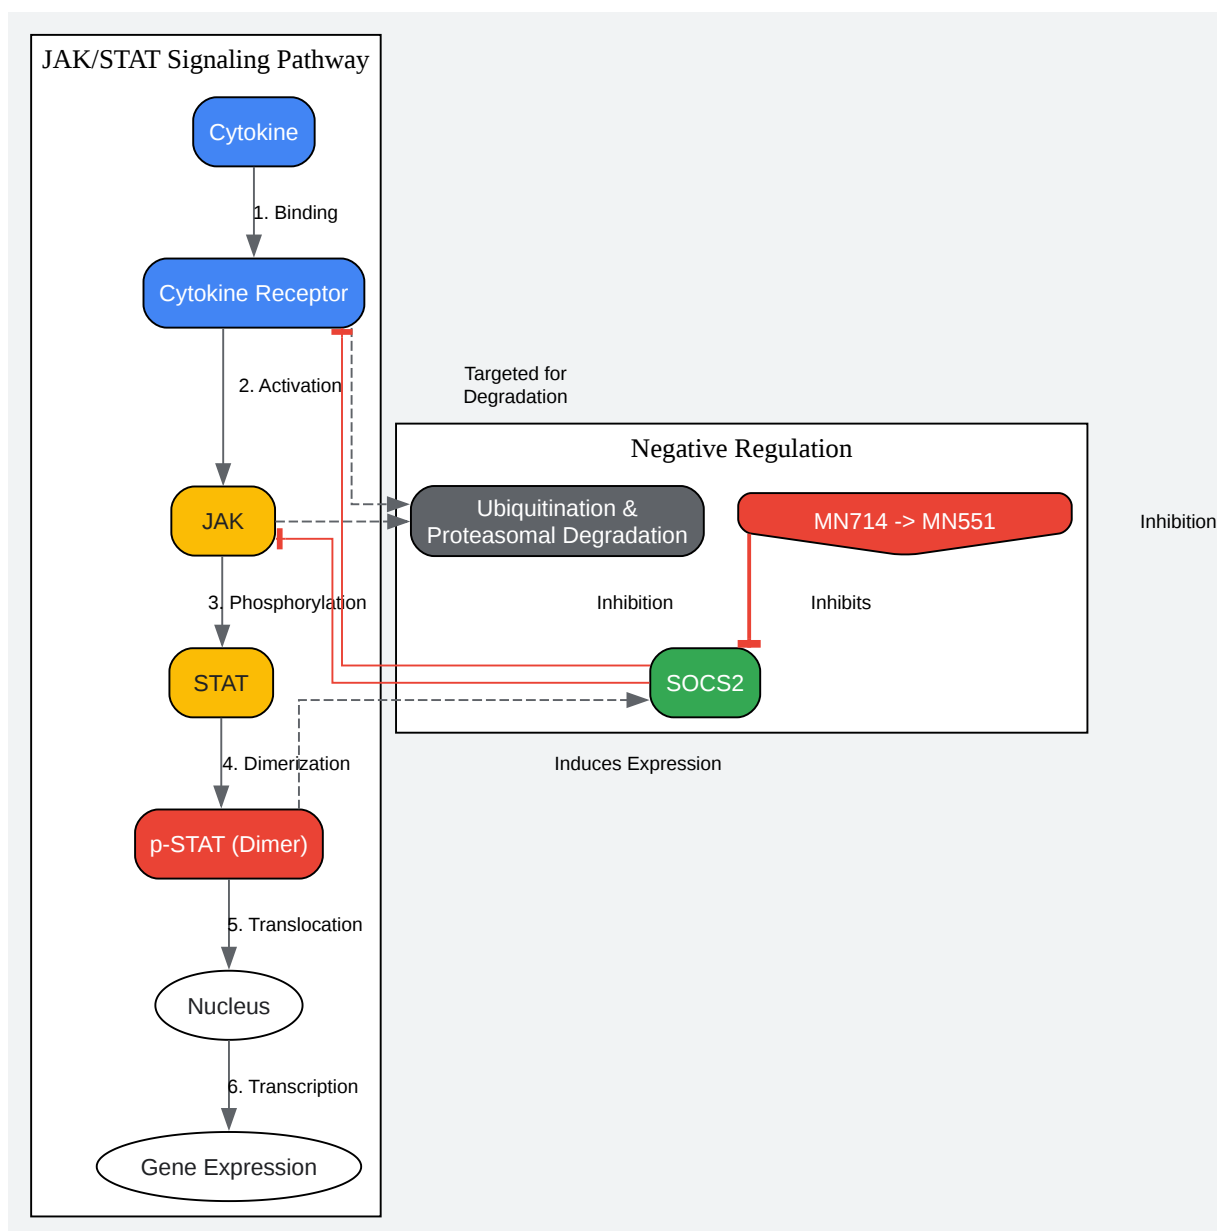 JAK/STAT Signaling Pathway
Cytokine
1. Binding
Cytokine Receptor
2. Activation
Targeted for
Degradation
Negative Regulation
JAK
Ubiquitination &
Proteasomal Degradation
MN714 -> MN551
Inhibition
3. Phosphorylation
Inhibition
Inhibits
STAT
SOCS2
4. Dimerization
Induces Expression
p-STAT (Dimer)
5. Translocation
Nucleus
6. Transcription
Gene Expression